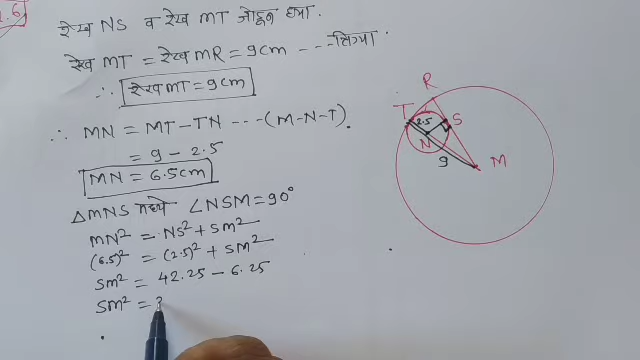 .6
रेख NS व रेख MT जोडून घ्या.
रेख MT = रेख MR = 9cm ---त्रिज्या
∴ रेख MT = 9cm
∴ MN = MT - TN --- (M-N-T).
= 9 - 2.5
MN = 6.5cm
△MNS मध्ये ∠NSM = 90°
MN² = NS² + SM²
(6.5)² = (2.5)² + SM²
SM² = 42.25 - 6.25
SM² = 3
R
T
2.5
S
N
9
M